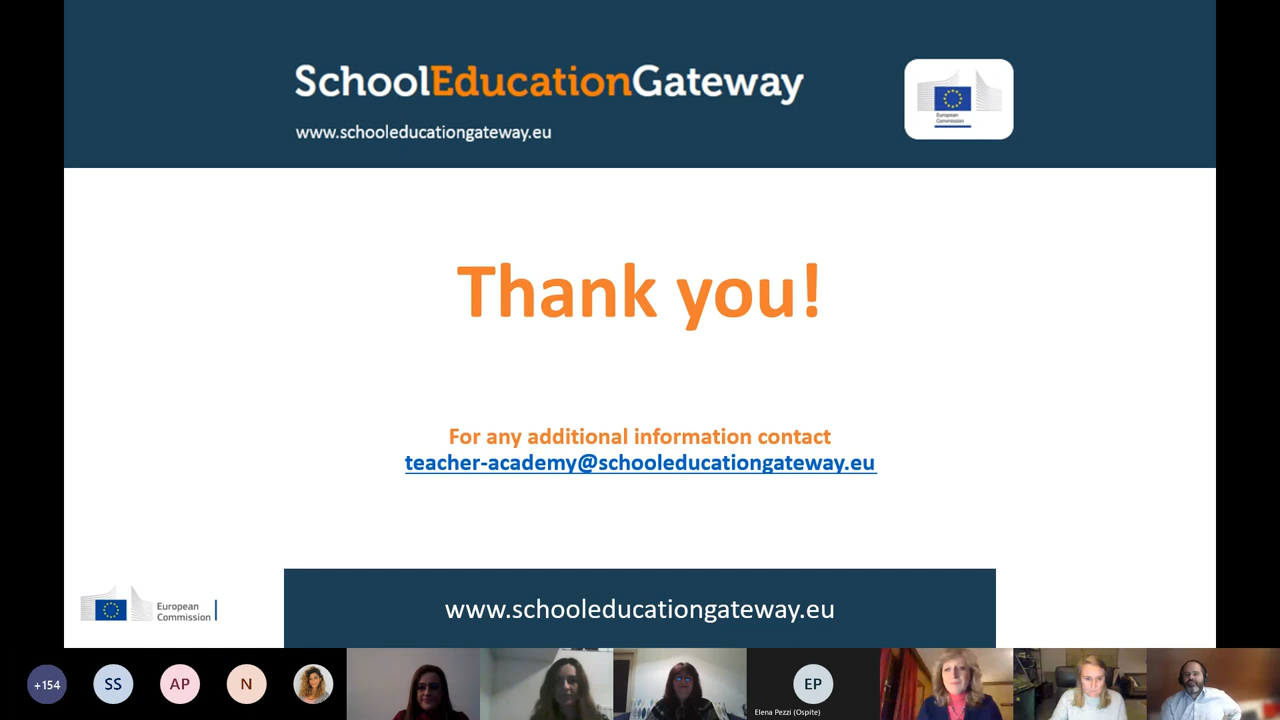 SchoolEducationGateway
www.schooleducationgateway.eu
European
Commission
Thank you!
For any additional information contact
teacher-academy@schooleducationgateway.eu
European
Commission
www.schooleducationgateway.eu
+154
SS
AP
N
EP
Elena Pezzi (Ospite)